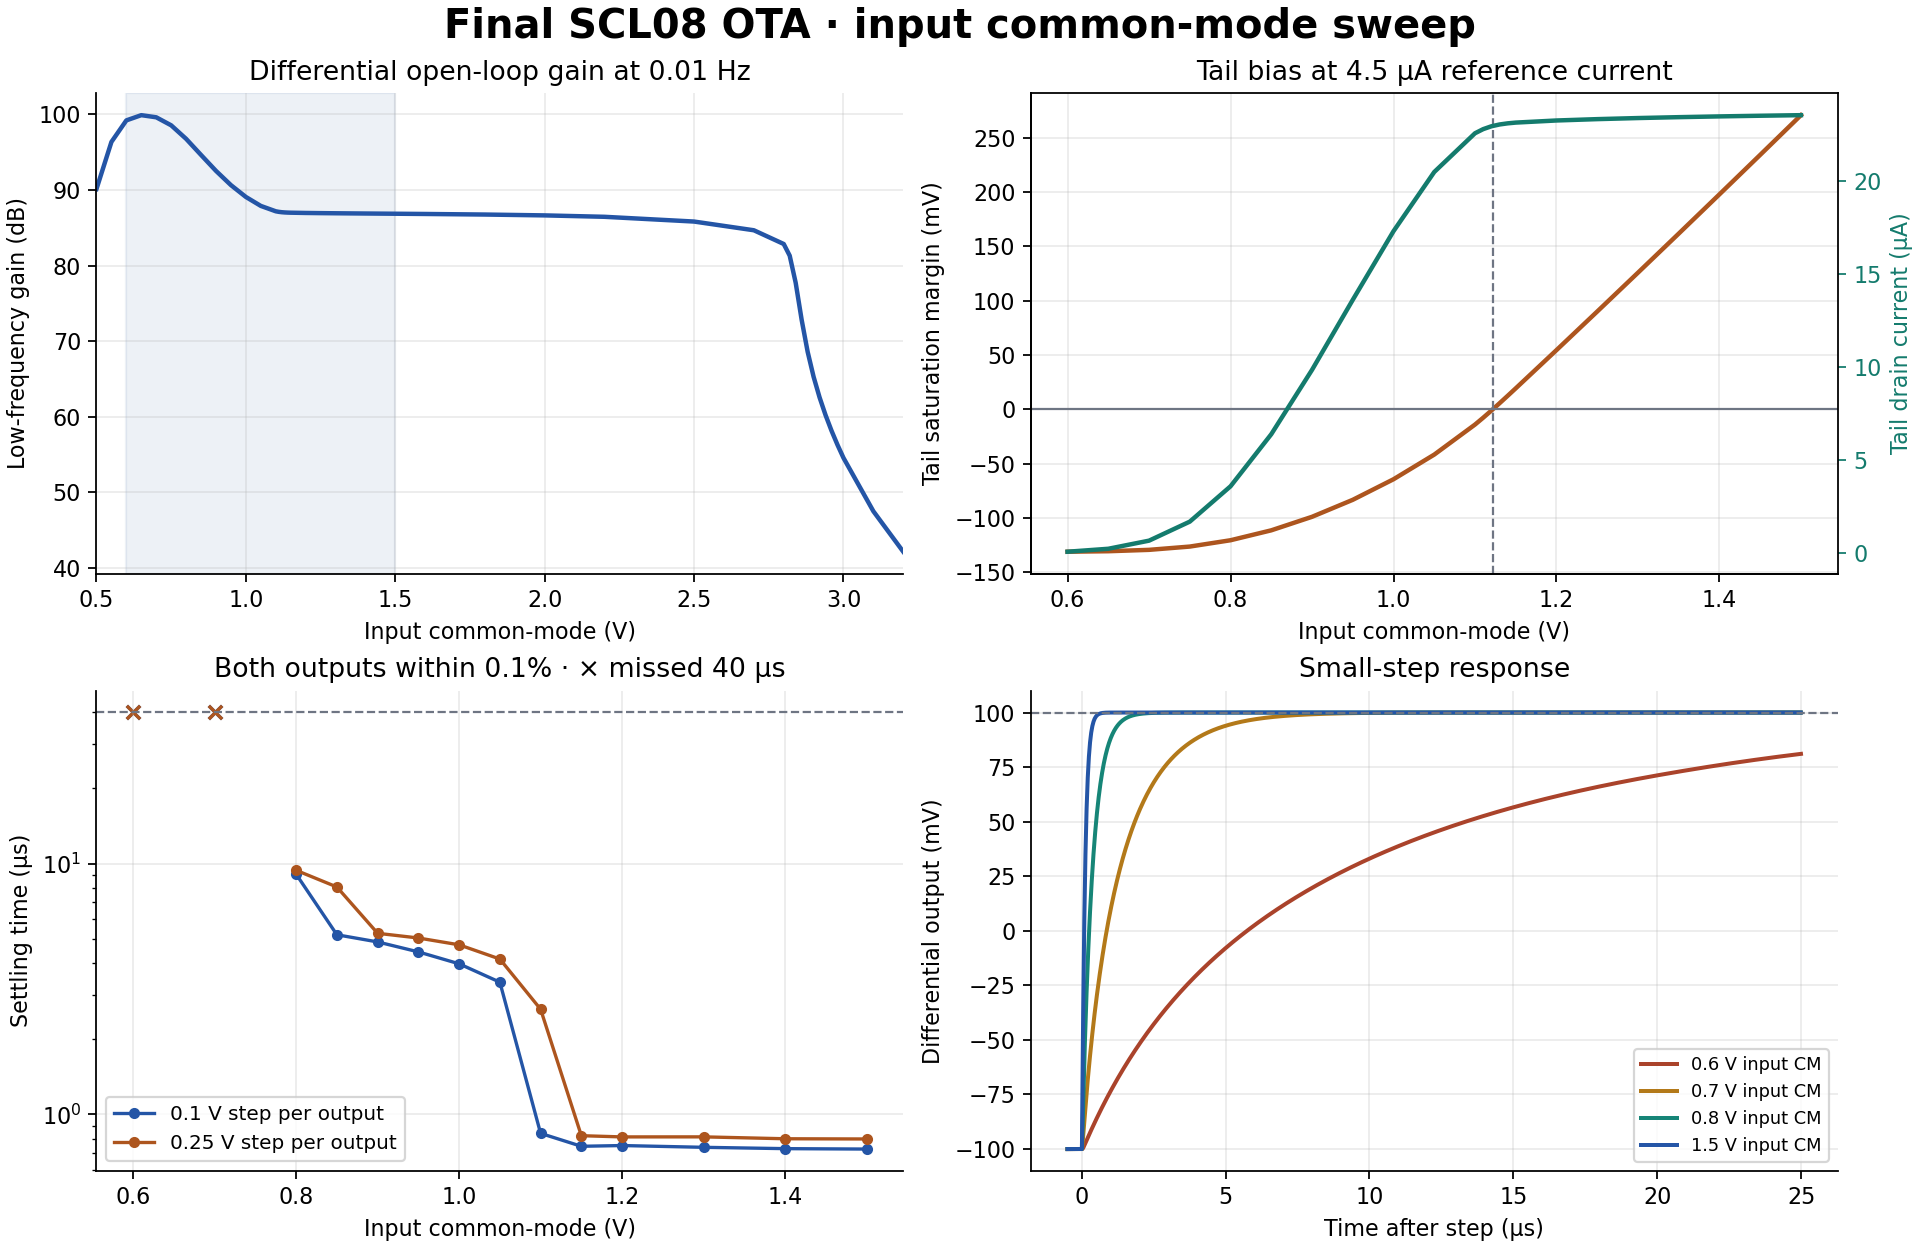 Final SCL08 OTA · input common-mode sweep
Differential open-loop gain at 0.01 Hz
Low-frequency gain (dB)
100
90
80
70
60
50
40
0.5 1.0 1.5 2.0 2.5 3.0
Input common-mode (V)
Tail bias at 4.5 µA reference current
Tail saturation margin (mV)
250
200
150
100
50
0
−50
−100
−150
20
15
10
5
0
Tail drain current (µA)
0.6 0.8 1.0 1.2 1.4
Input common-mode (V)
Both outputs within 0.1% · × missed 40 µs
Settling time (µs)
10¹
10⁰
0.1 V step per output
0.25 V step per output
0.6 0.8 1.0 1.2 1.4
Input common-mode (V)
Small-step response
Differential output (mV)
100
75
50
25
0
−25
−50
−75
−100
0.6 V input CM
0.7 V input CM
0.8 V input CM
1.5 V input CM
0 5 10 15 20 25
Time after step (µs)